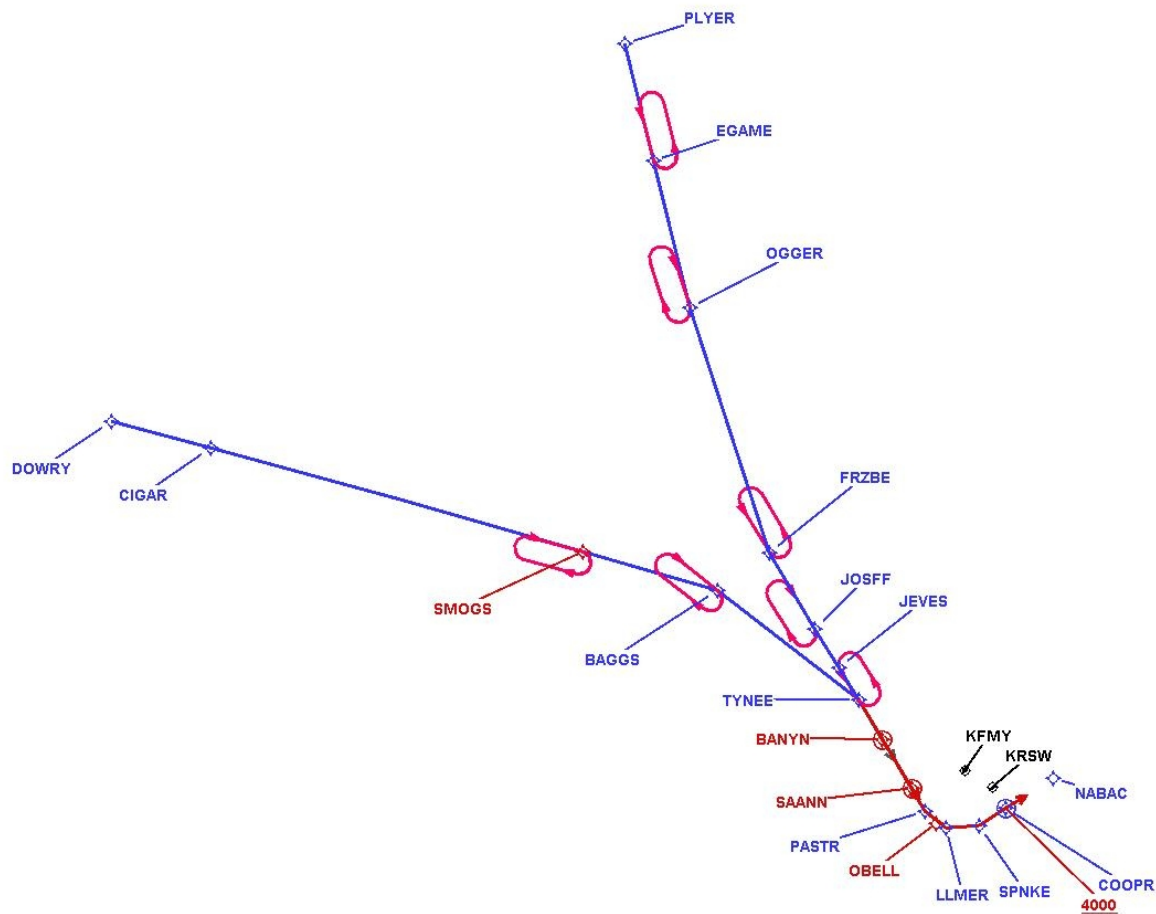 PLYER
EGAME
OGGER
DOWRY
CIGAR
FRZBE
SMOGS
JOSFF
JEVES
BAGGS
TYNEE
BANYN
KFMY
KRSW
NABAC
SAANN
PASTR
OBELL
LLMER
SPNKE
COOPR
4000